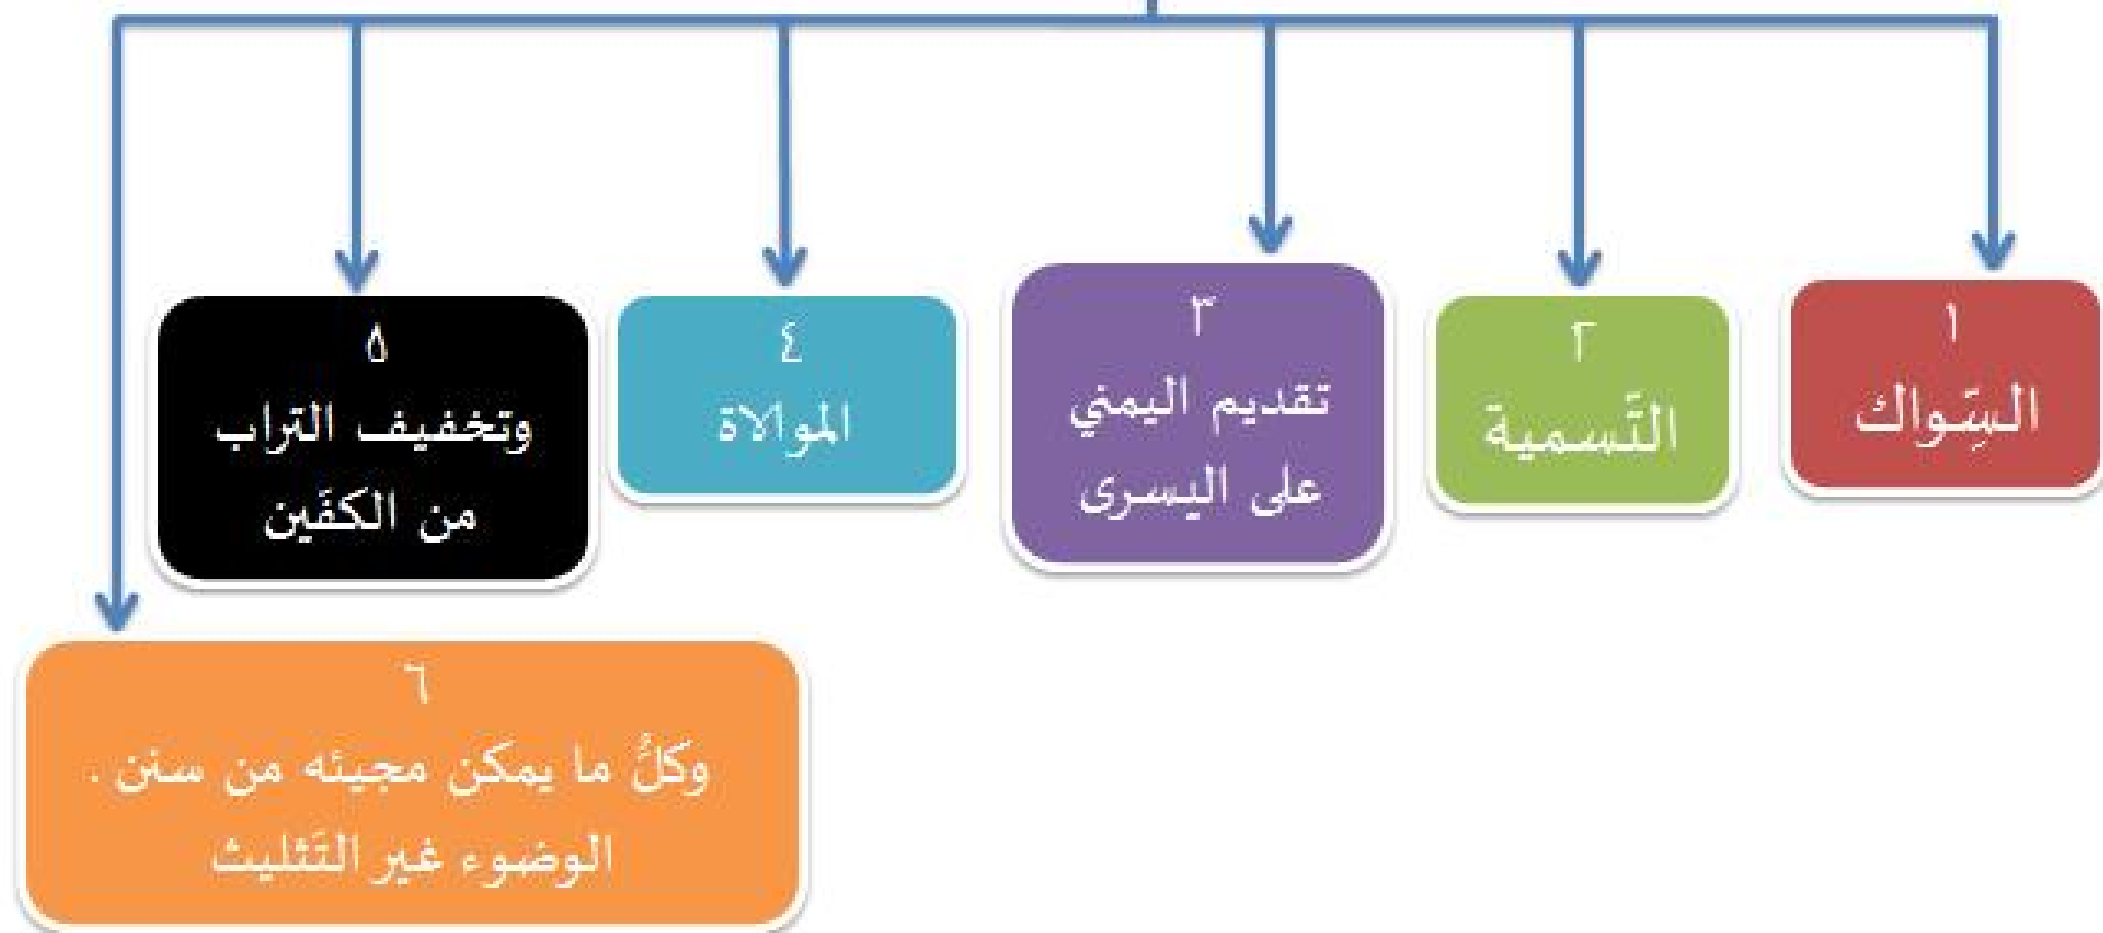 ١
السِّواك
٢
التَّسمية
٣
تقديم اليمني
على اليسرى
٤
الموالاة
٥
وتخفيف التراب
من الكفَين
٦
وكلُّ ما يمكن مجيئه من سنن .
الوضوء غير التَثليث